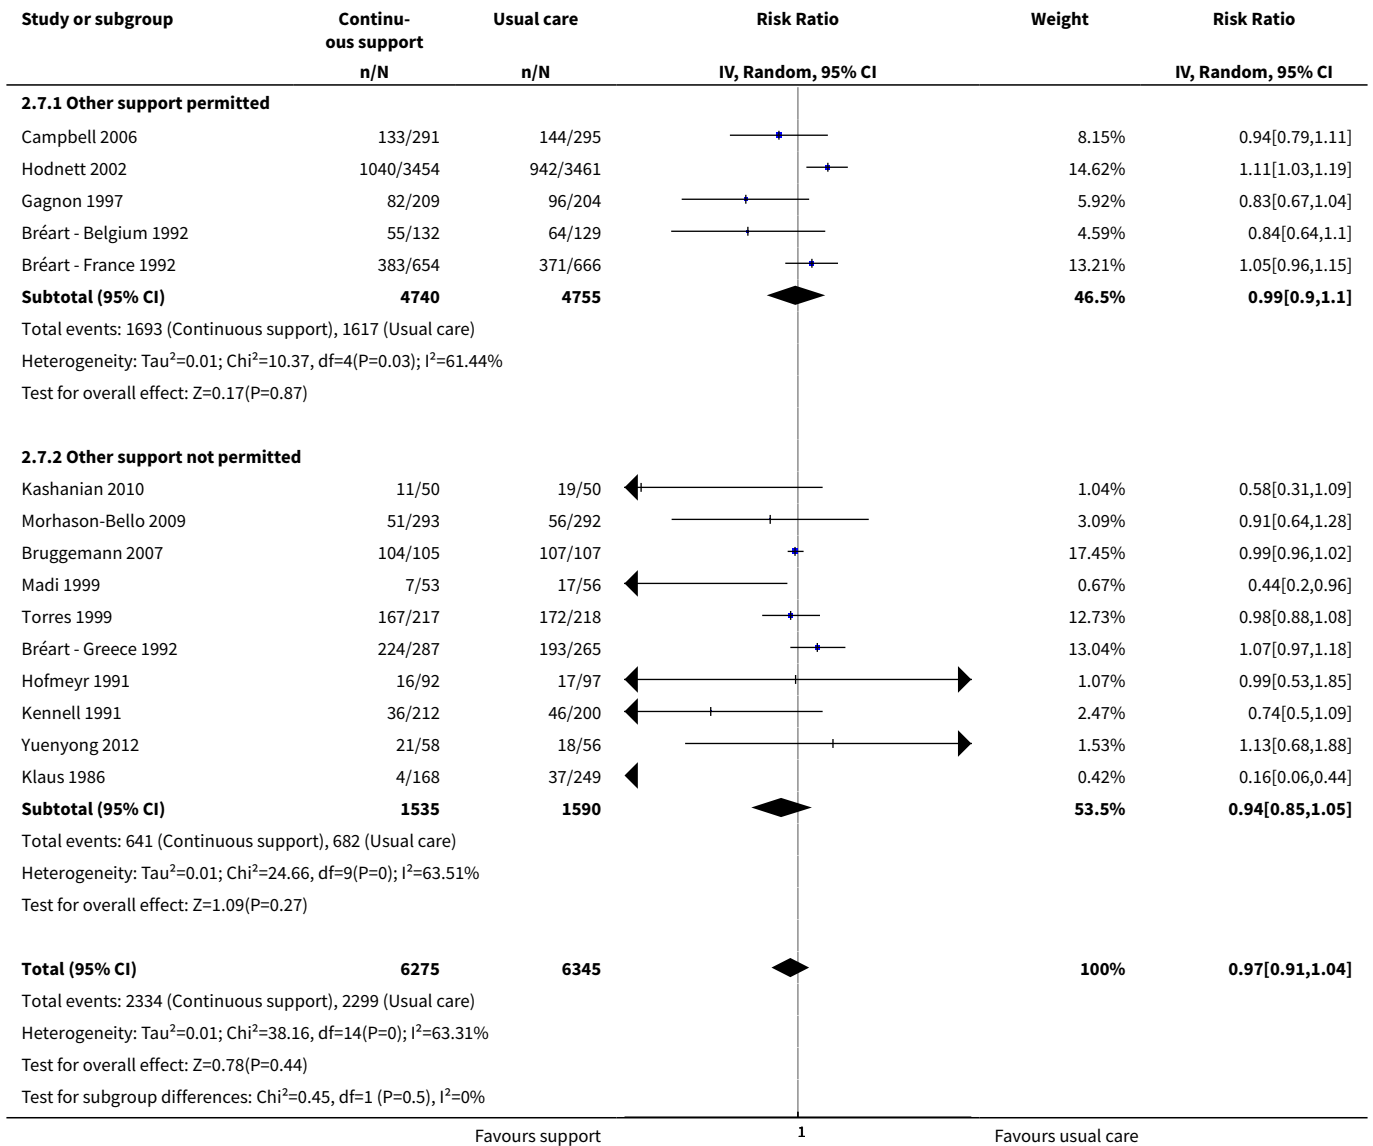 Study or subgroup Continu- Usual care Risk Ratio Weight Risk Ratio
ous support
n/N n/N IV, Random, 95% CI IV, Random, 95% CI
2.7.1 Other support permitted
Campbell 2006 133/291 144/295 8.15% 0.94[0.79,1.11]
Hodnett 2002 1040/3454 942/3461 14.62% 1.11[1.03,1.19]
Gagnon 1997 82/209 96/204 5.92% 0.83[0.67,1.04]
Bréart - Belgium 1992 55/132 64/129 4.59% 0.84[0.64,1.1]
Bréart - France 1992 383/654 371/666 13.21% 1.05[0.96,1.15]
Subtotal (95% CI) 4740 4755 46.5% 0.99[0.9,1.1]
Total events: 1693 (Continuous support), 1617 (Usual care)
Heterogeneity: Tau²=0.01; Chi²=10.37, df=4(P=0.03); I²=61.44%
Test for overall effect: Z=0.17(P=0.87)
2.7.2 Other support not permitted
Kashanian 2010 11/50 19/50 1.04% 0.58[0.31,1.09]
Morhason-Bello 2009 51/293 56/292 3.09% 0.91[0.64,1.28]
Bruggemann 2007 104/105 107/107 17.45% 0.99[0.96,1.02]
Madi 1999 7/53 17/56 0.67% 0.44[0.2,0.96]
Torres 1999 167/217 172/218 12.73% 0.98[0.88,1.08]
Bréart - Greece 1992 224/287 193/265 13.04% 1.07[0.97,1.18]
Hofmeyr 1991 16/92 17/97 1.07% 0.99[0.53,1.85]
Kennell 1991 36/212 46/200 2.47% 0.74[0.5,1.09]
Yuenyong 2012 21/58 18/56 1.53% 1.13[0.68,1.88]
Klaus 1986 4/168 37/249 0.42% 0.16[0.06,0.44]
Subtotal (95% CI) 1535 1590 53.5% 0.94[0.85,1.05]
Total events: 641 (Continuous support), 682 (Usual care)
Heterogeneity: Tau²=0.01; Chi²=24.66, df=9(P=0); I²=63.51%
Test for overall effect: Z=1.09(P=0.27)
Total (95% CI) 6275 6345 100% 0.97[0.91,1.04]
Total events: 2334 (Continuous support), 2299 (Usual care)
Heterogeneity: Tau²=0.01; Chi²=38.16, df=14(P=0); I²=63.31%
Test for overall effect: Z=0.78(P=0.44)
Test for subgroup differences: Chi²=0.45, df=1 (P=0.5), I²=0%
Favours support 1 Favours usual care